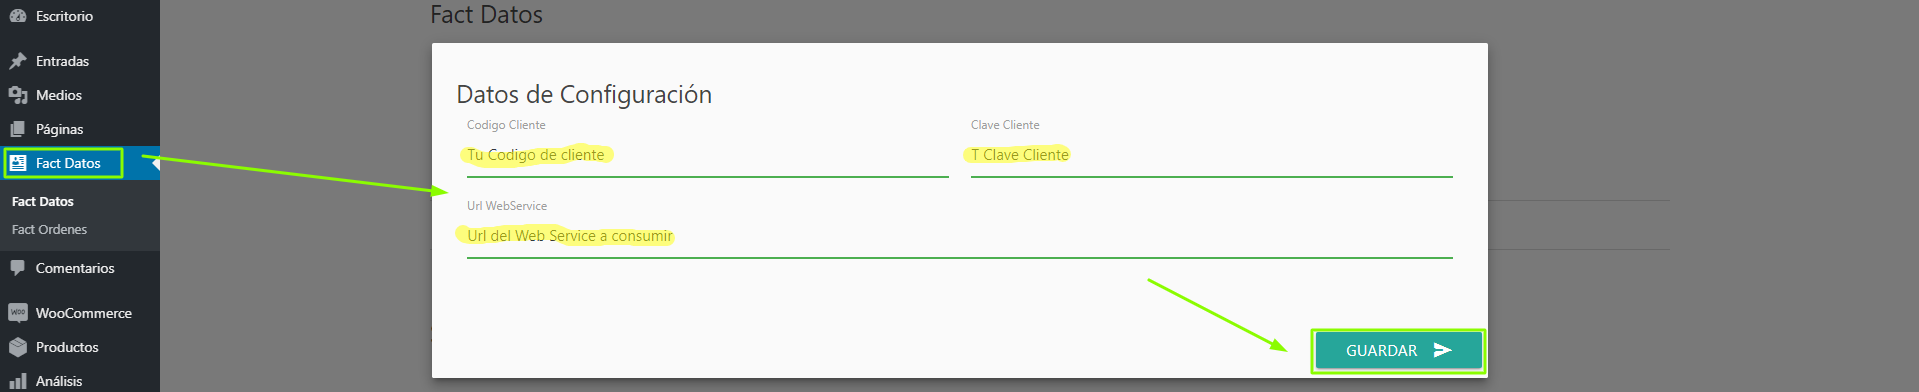 Escritorio
Entradas
Medios
Páginas
Fact Datos
Fact Datos
Fact Ordenes
Comentarios
WooCommerce
Productos
Análisis
Fact Datos
Datos de Configuración
Codigo Cliente
Clave Cliente
Tu Codigo de cliente
T Clave Cliente
Url WebService
Url del Web Service a consumir
GUARDAR